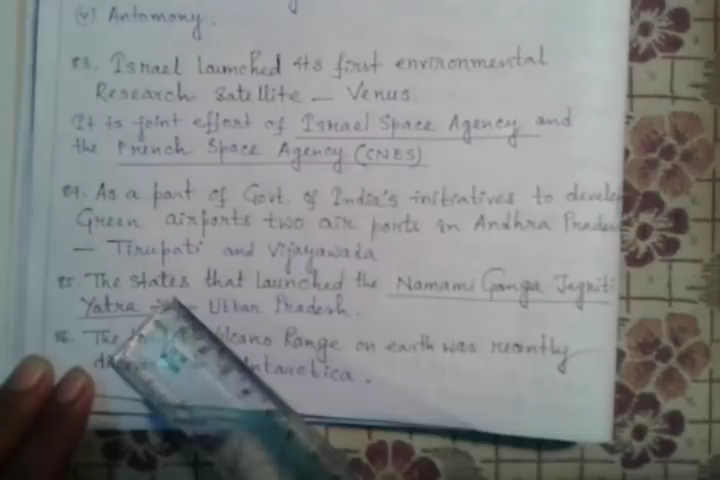 (v) Antomony.
83. Israel launched its first environmental
Research Satellite – Venus.
It is joint effort of Israel Space Agency and
the French Space Agency (CNES)
84. As a part of Govt. of India's initiatives to develop
Green airports two air ports in Andhra Pradesh
– Tirupati and Vijayawada
85. The states that launched the Namami Ganga Jagriti
Yatra – Uttar Pradesh.
86. The Range on earth was recently
Antarctica.